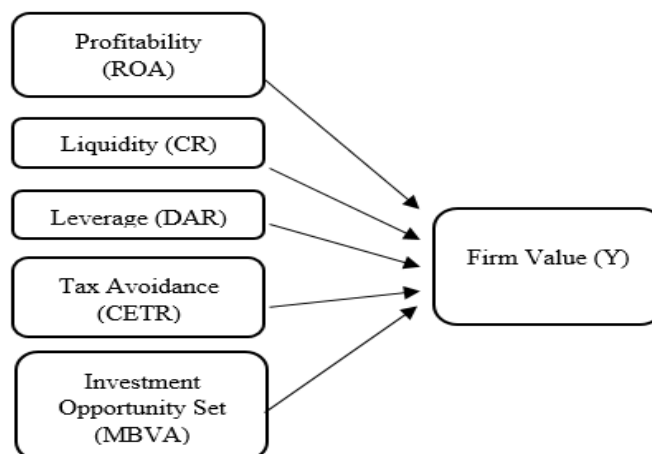 Profitability
(ROA)
Liquidity (CR)
Leverage (DAR)
Tax Avoidance
(CETR)
Investment
Opportunity Set
(MBVA)
Firm Value (Y)